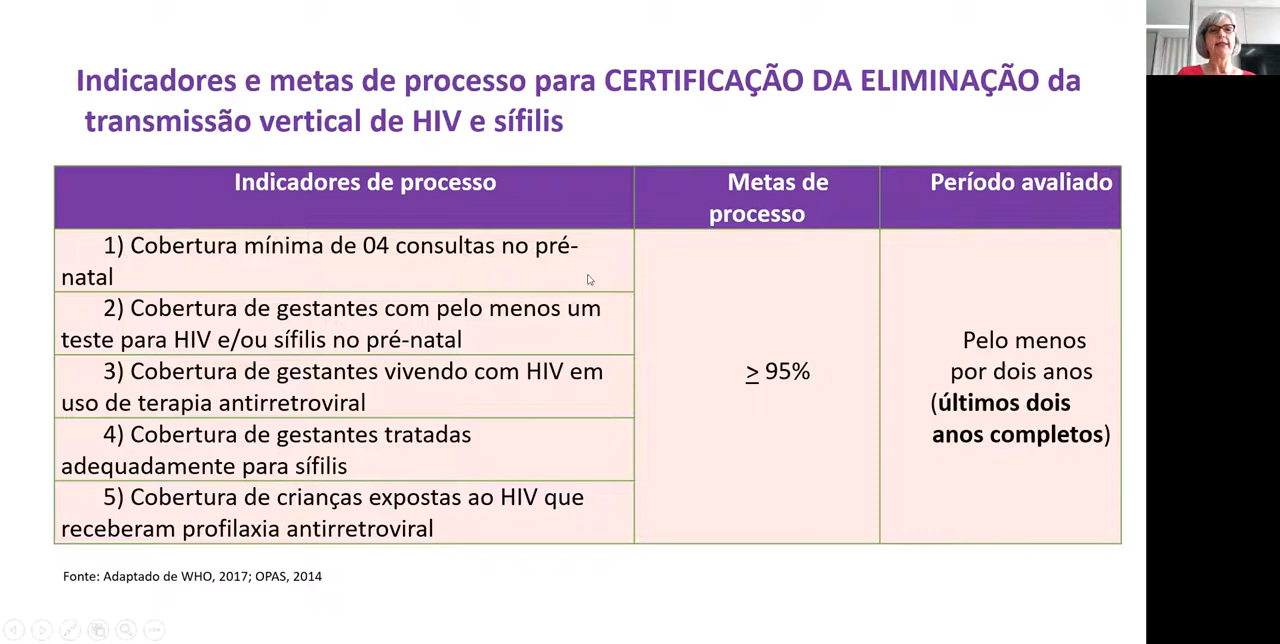 Indicadores e metas de processo para CERTIFICAÇÃO DA ELIMINAÇÃO da
transmissão vertical de HIV e sífilis
Indicadores de processo
Metas de
processo
Período avaliado
1) Cobertura mínima de 04 consultas no pré-
natal
2) Cobertura de gestantes com pelo menos um
teste para HIV e/ou sífilis no pré-natal
3) Cobertura de gestantes vivendo com HIV em
uso de terapia antirretroviral
4) Cobertura de gestantes tratadas
adequadamente para sífilis
5) Cobertura de crianças expostas ao HIV que
receberam profilaxia antirretroviral
≥ 95%
Pelo menos
por dois anos
(últimos dois
anos completos)
Fonte: Adaptado de WHO, 2017; OPAS, 2014